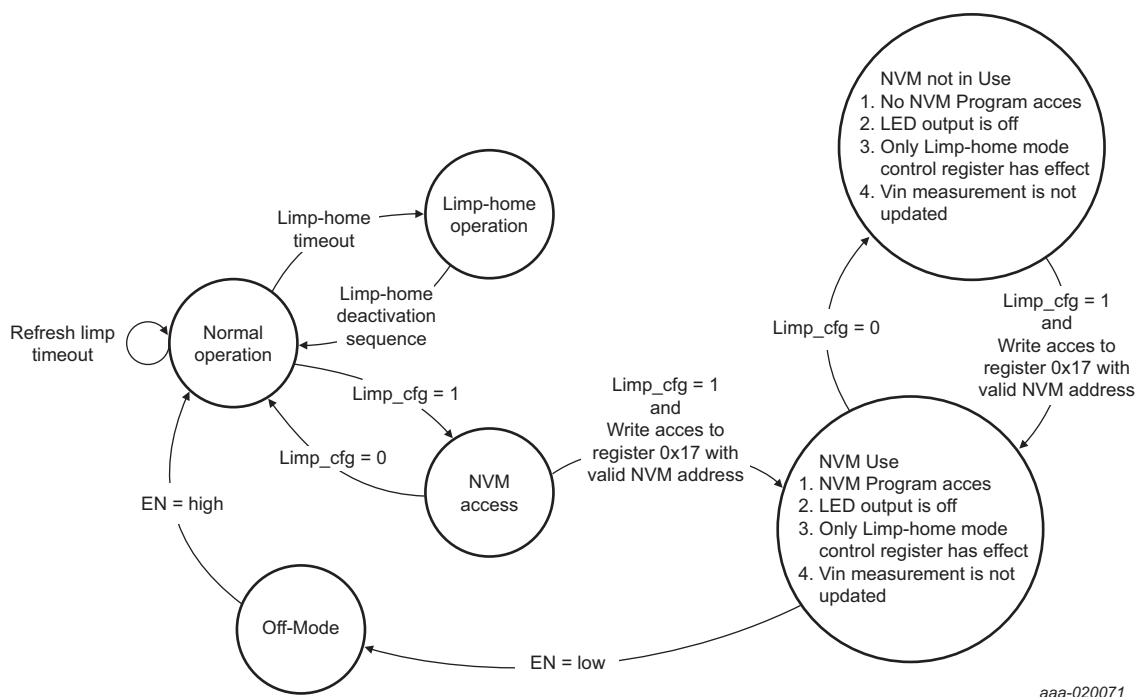 NVM not in Use
1. No NVM Program acces
2. LED output is off
3. Only Limp-home mode
control register has effect
4. Vin measurement is not
updated
Limp-home
timeout
Limp-home
operation
Limp-home
deactivation
sequence
Refresh limp
timeout
Normal
operation
Limp_cfg = 1
Limp_cfg = 0
NVM
access
Limp_cfg = 1
and
Write acces to
register 0x17 with
valid NVM address
Limp_cfg = 0
Limp_cfg = 1
and
Write acces to
register 0x17 with
valid NVM address
NVM Use
1. NVM Program acces
2. LED output is off
3. Only Limp-home mode
control register has effect
4. Vin measurement is not
updated
EN = high
Off-Mode
EN = low
aaa-020071